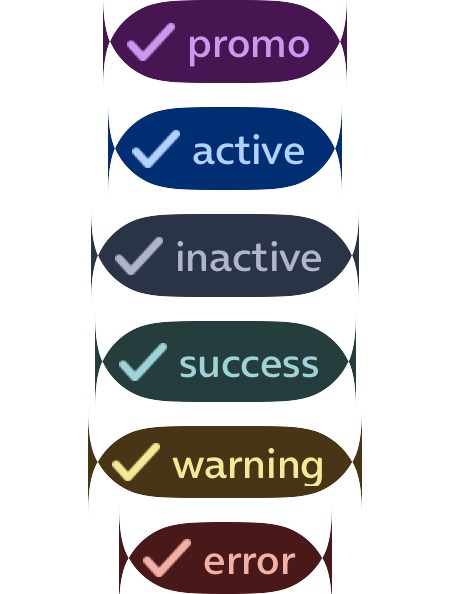 promo
active
inactive
success
warning
error